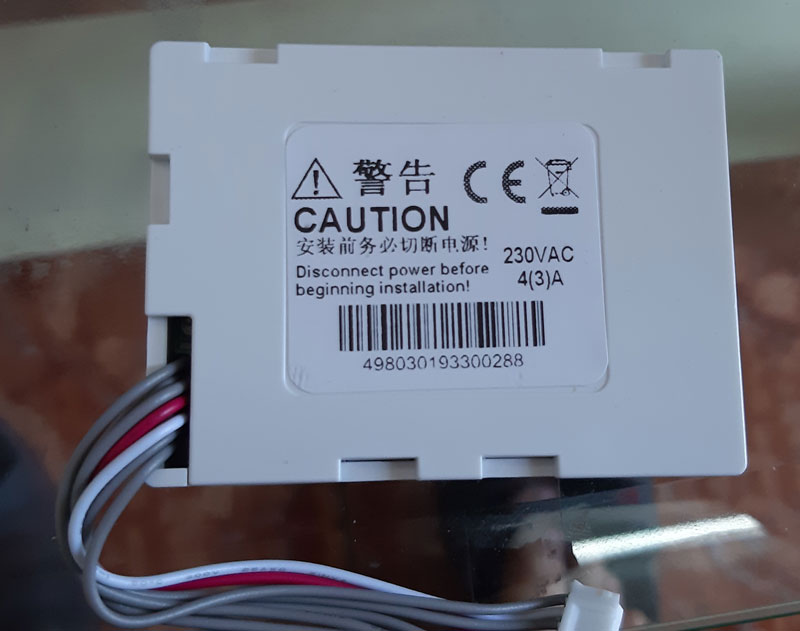 警告 CE
CAUTION
安装前务必切断电源!
Disconnect power before
beginning installation!
230VAC
4(3)A
498030193300288